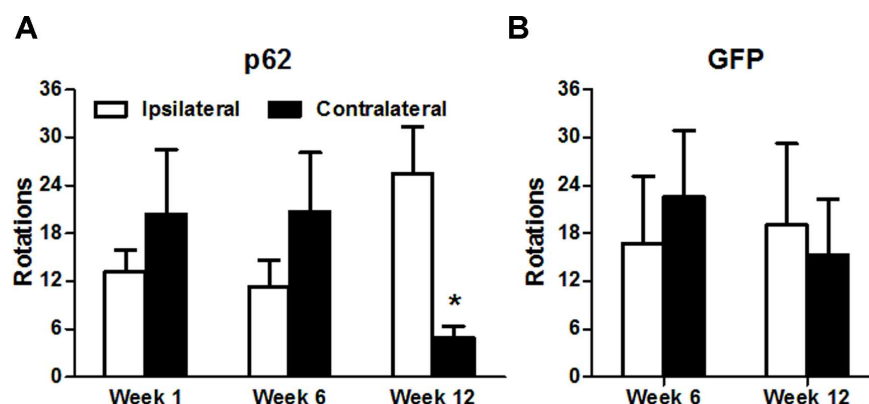 A
p62
36
30
24
18
12
6
0
Rotations
Ipsilateral Contralateral
*
Week 1 Week 6 Week 12
B
GFP
36
30
24
18
12
6
0
Rotations
Week 6 Week 12